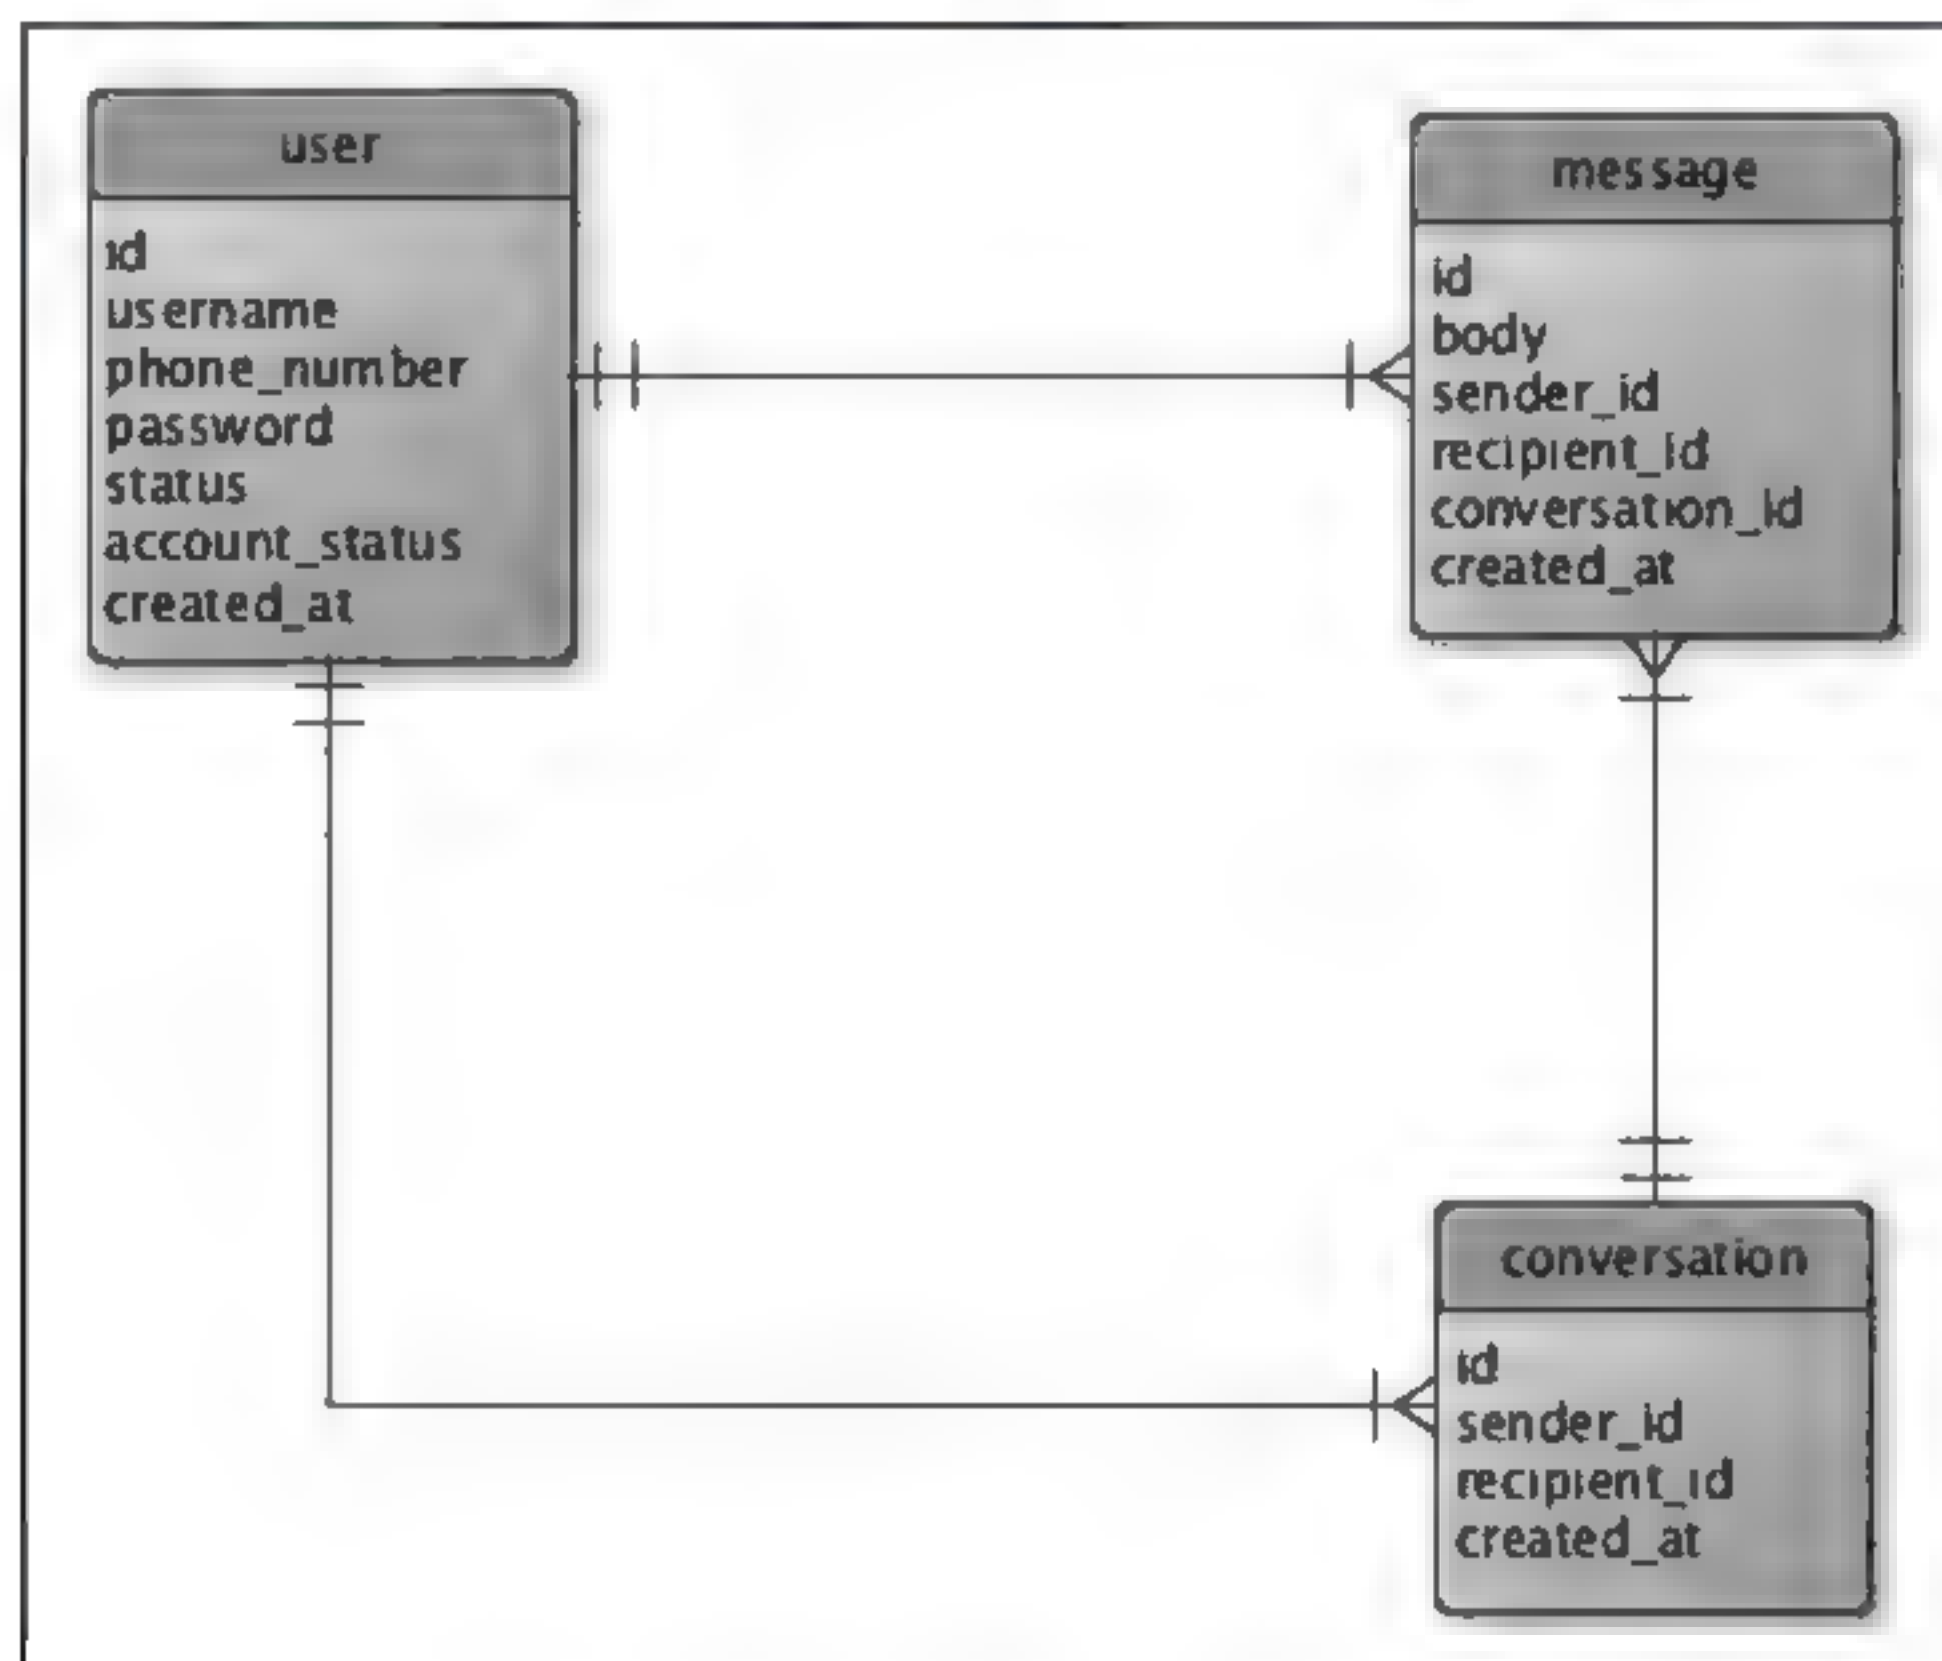 user
id
username
phone_number
password
status
account_status
created_at
message
id
body
sender_id
recipient_id
conversation_id
created_at
conversation
id
sender_id
recipient_id
created_at